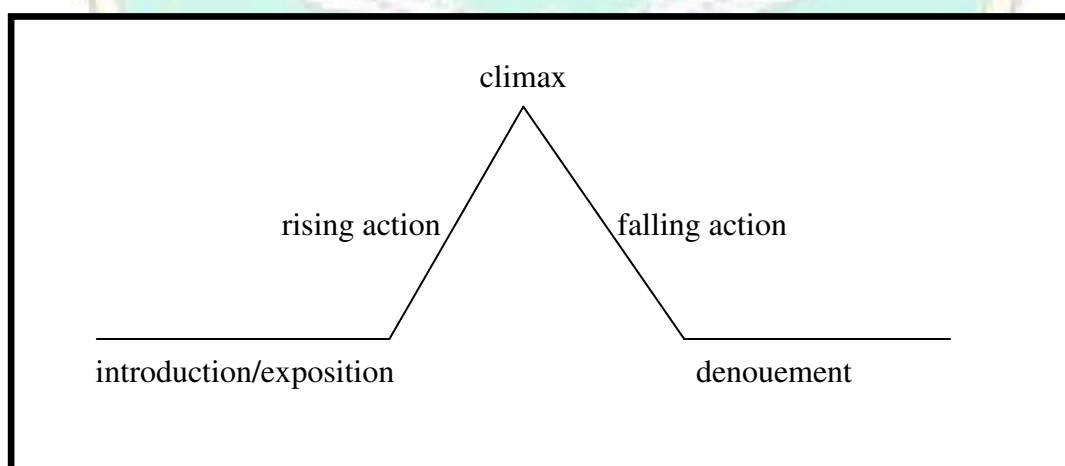 climax
rising action
falling action
introduction/exposition
denouement